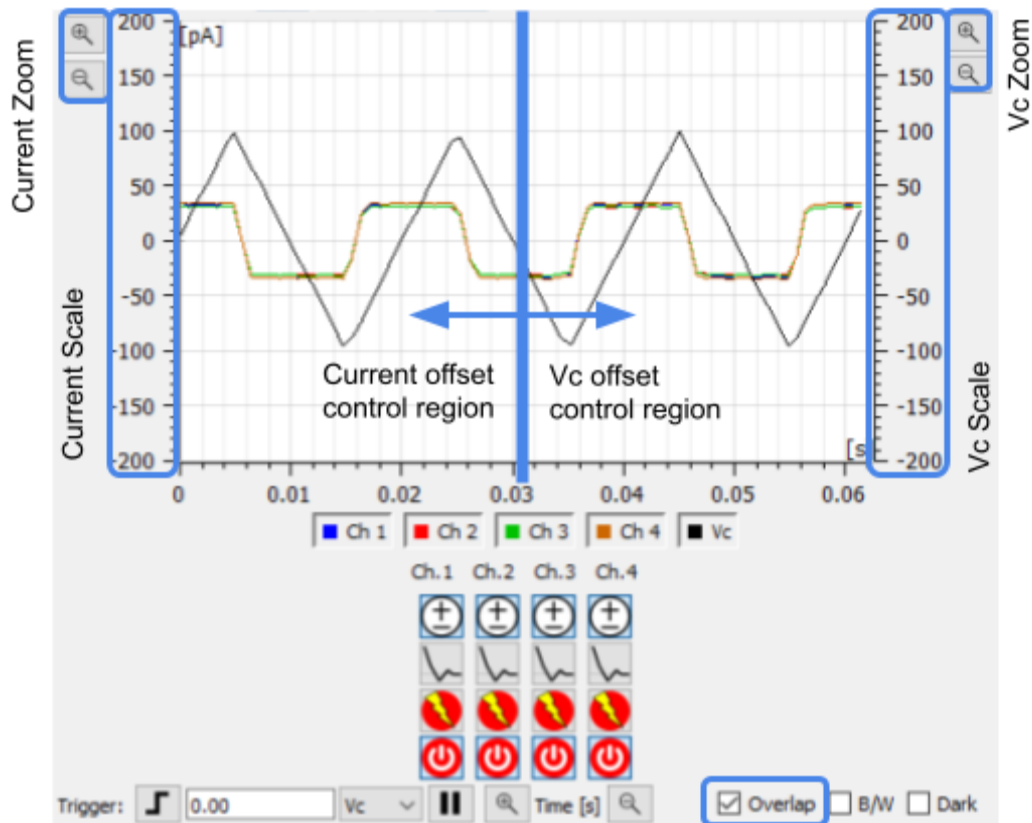 Current Zoom
Current Scale
200
150
100
50
0
-50
-100
-150
-200
[pA]
200
150
100
50
0
-50
-100
-150
-200
Vc Zoom
Vc Scale
Current offset
control region
Vc offset
control region
[s
0 0.01 0.02 0.03 0.04 0.05 0.06
Ch 1 Ch 2 Ch 3 Ch 4 Vc
Ch.1 Ch.2 Ch.3 Ch.4
Trigger: 0.00 Vc Time [s] Overlap B/W Dark